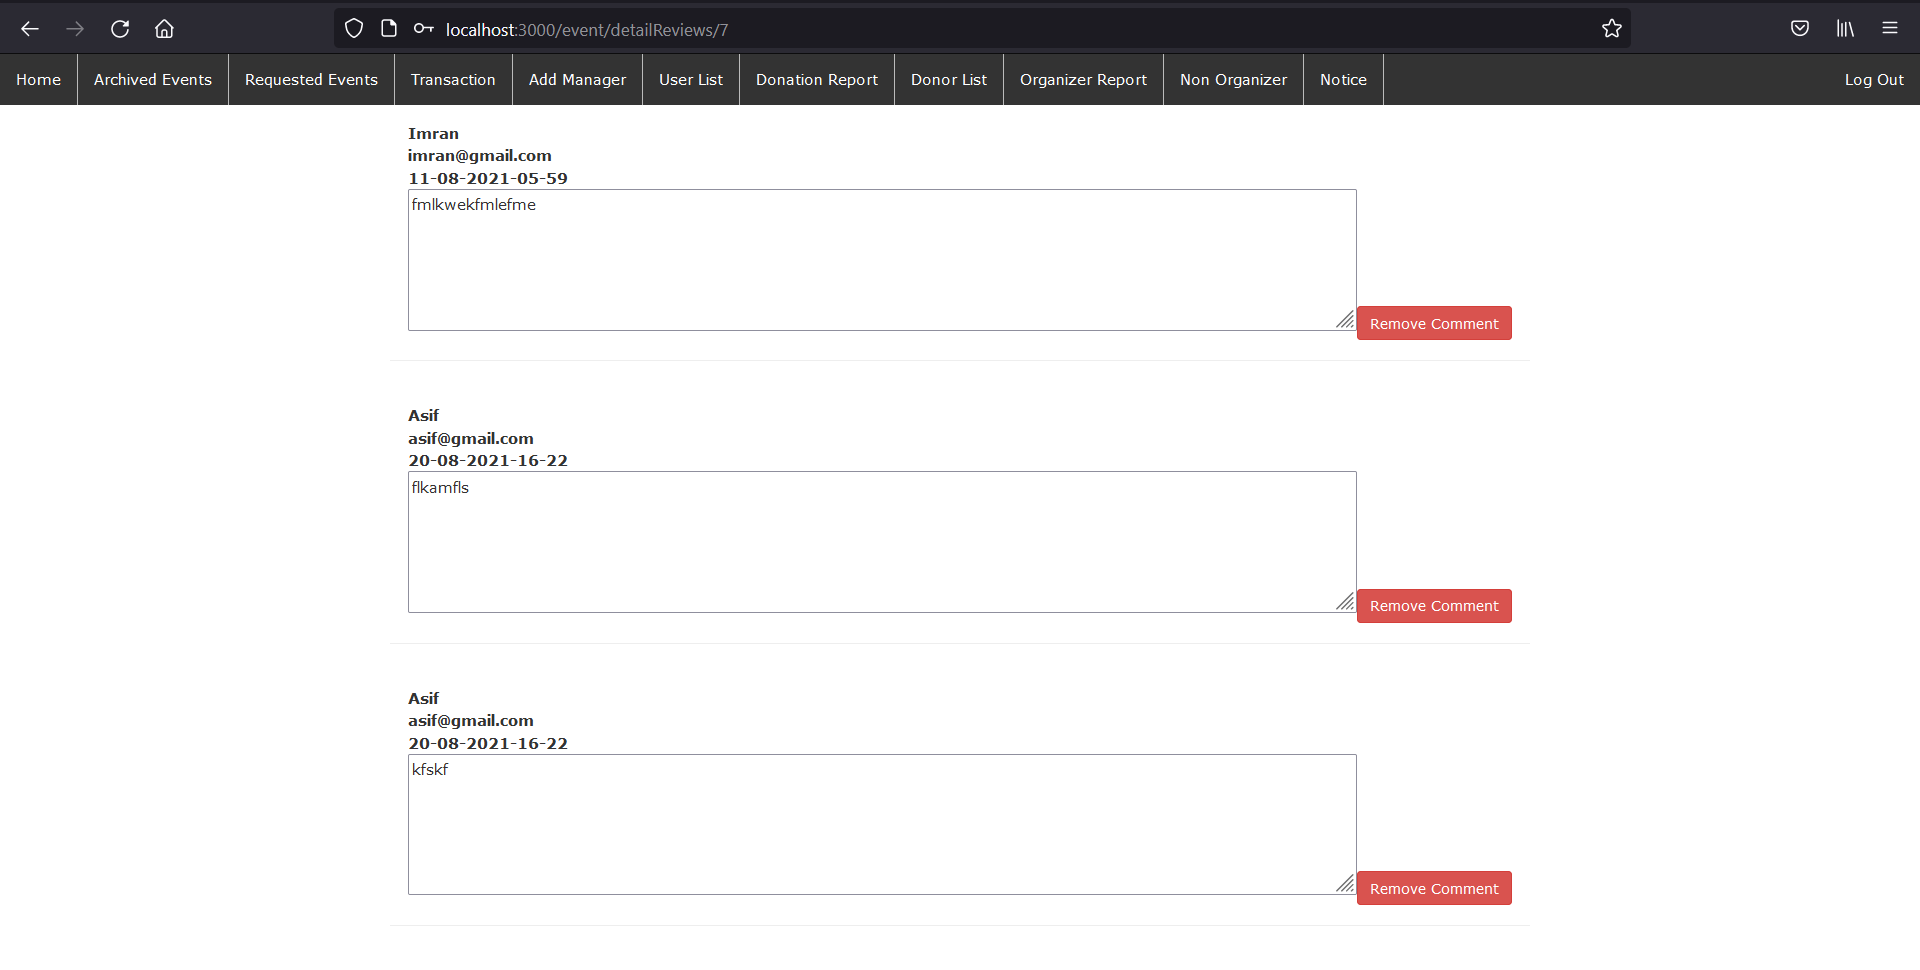 localhost:3000/event/detailReviews/7
Home Archived Events Requested Events Transaction Add Manager User List Donation Report Donor List Organizer Report Non Organizer Notice Log Out
Imran
imran@gmail.com
11-08-2021-05-59
fmlkwekfmlefme
Remove Comment
Asif
asif@gmail.com
20-08-2021-16-22
flkamfls
Remove Comment
Asif
asif@gmail.com
20-08-2021-16-22
kfskf
Remove Comment